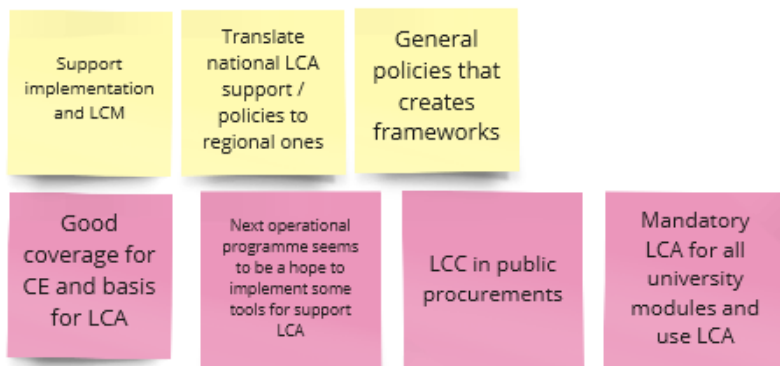 Support
implementation
and LCM
Translate
national LCA
support /
policies to
regional ones
General
policies that
creates
frameworks
Good
coverage for
CE and basis
for LCA
Next operational
programme seems
to be a hope to
implement some
tools for support
LCA
LCC in public
procurements
Mandatory
LCA for all
university
modules and
use LCA